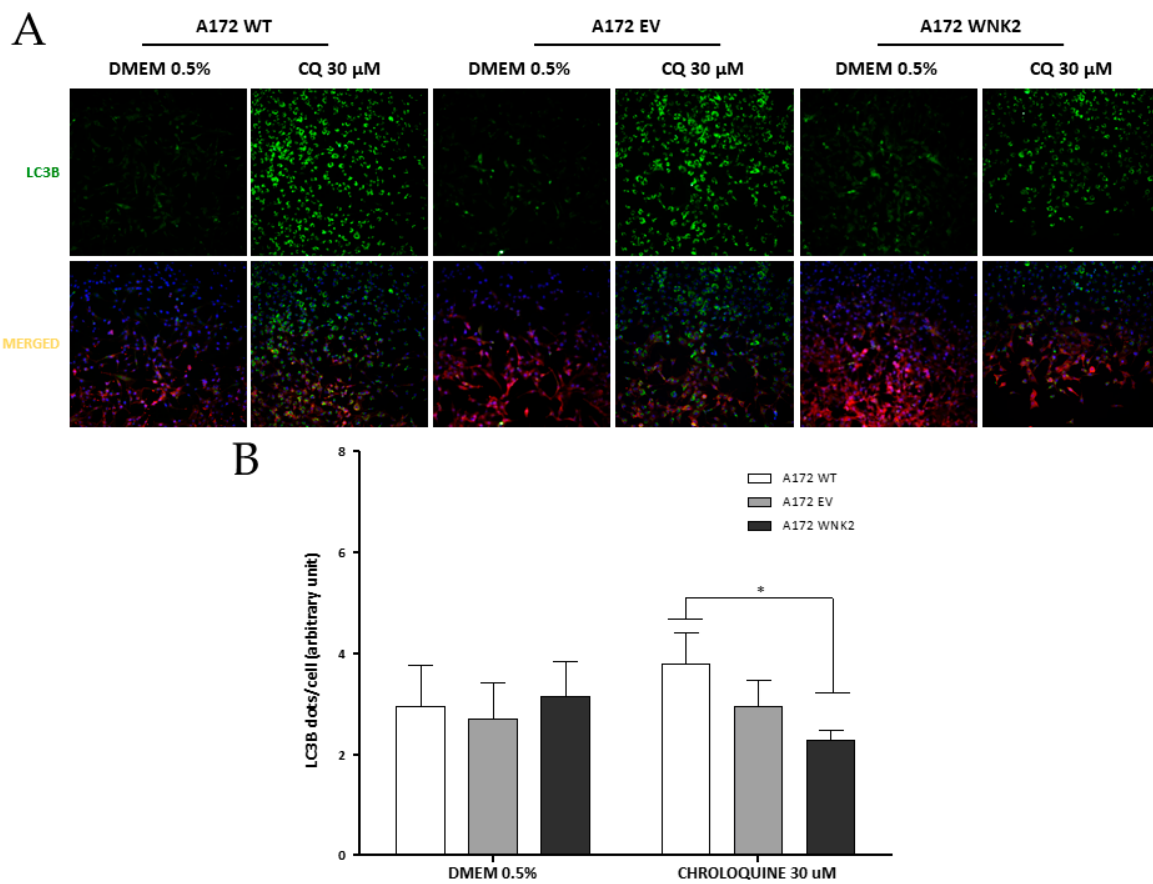 A
A172 WT
A172 EV
A172 WNK2
DMEM 0.5%
CQ 30 μM
DMEM 0.5%
CQ 30 μM
DMEM 0.5%
CQ 30 μM
LC3B
MERGED
B
8
A172 WT
A172 EV
A172 WNK2
6
*
4
2
0
LC3B dots/cell (arbitrary unit)
DMEM 0.5%
CHROLOQUINE 30 uM